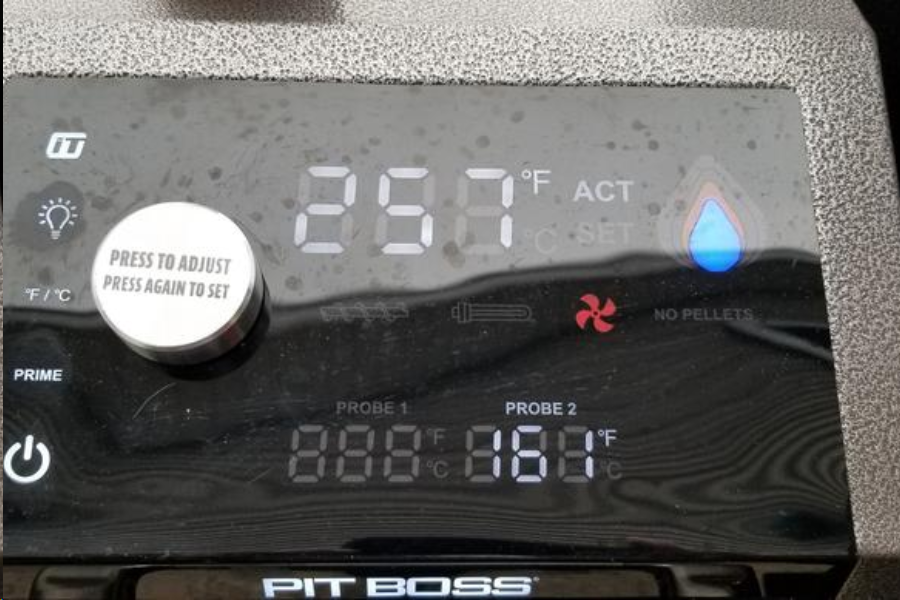 257 °F ACT
°C SET
PRESS TO ADJUST
PRESS AGAIN TO SET
°F / °C
NO PELLETS
PRIME
PROBE 1 PROBE 2
888 °F °C 161 °F °C
PIT BOSS